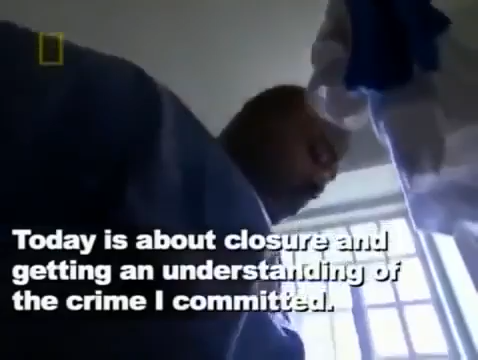 Today is about closure and
getting an understanding of
the crime I committed.